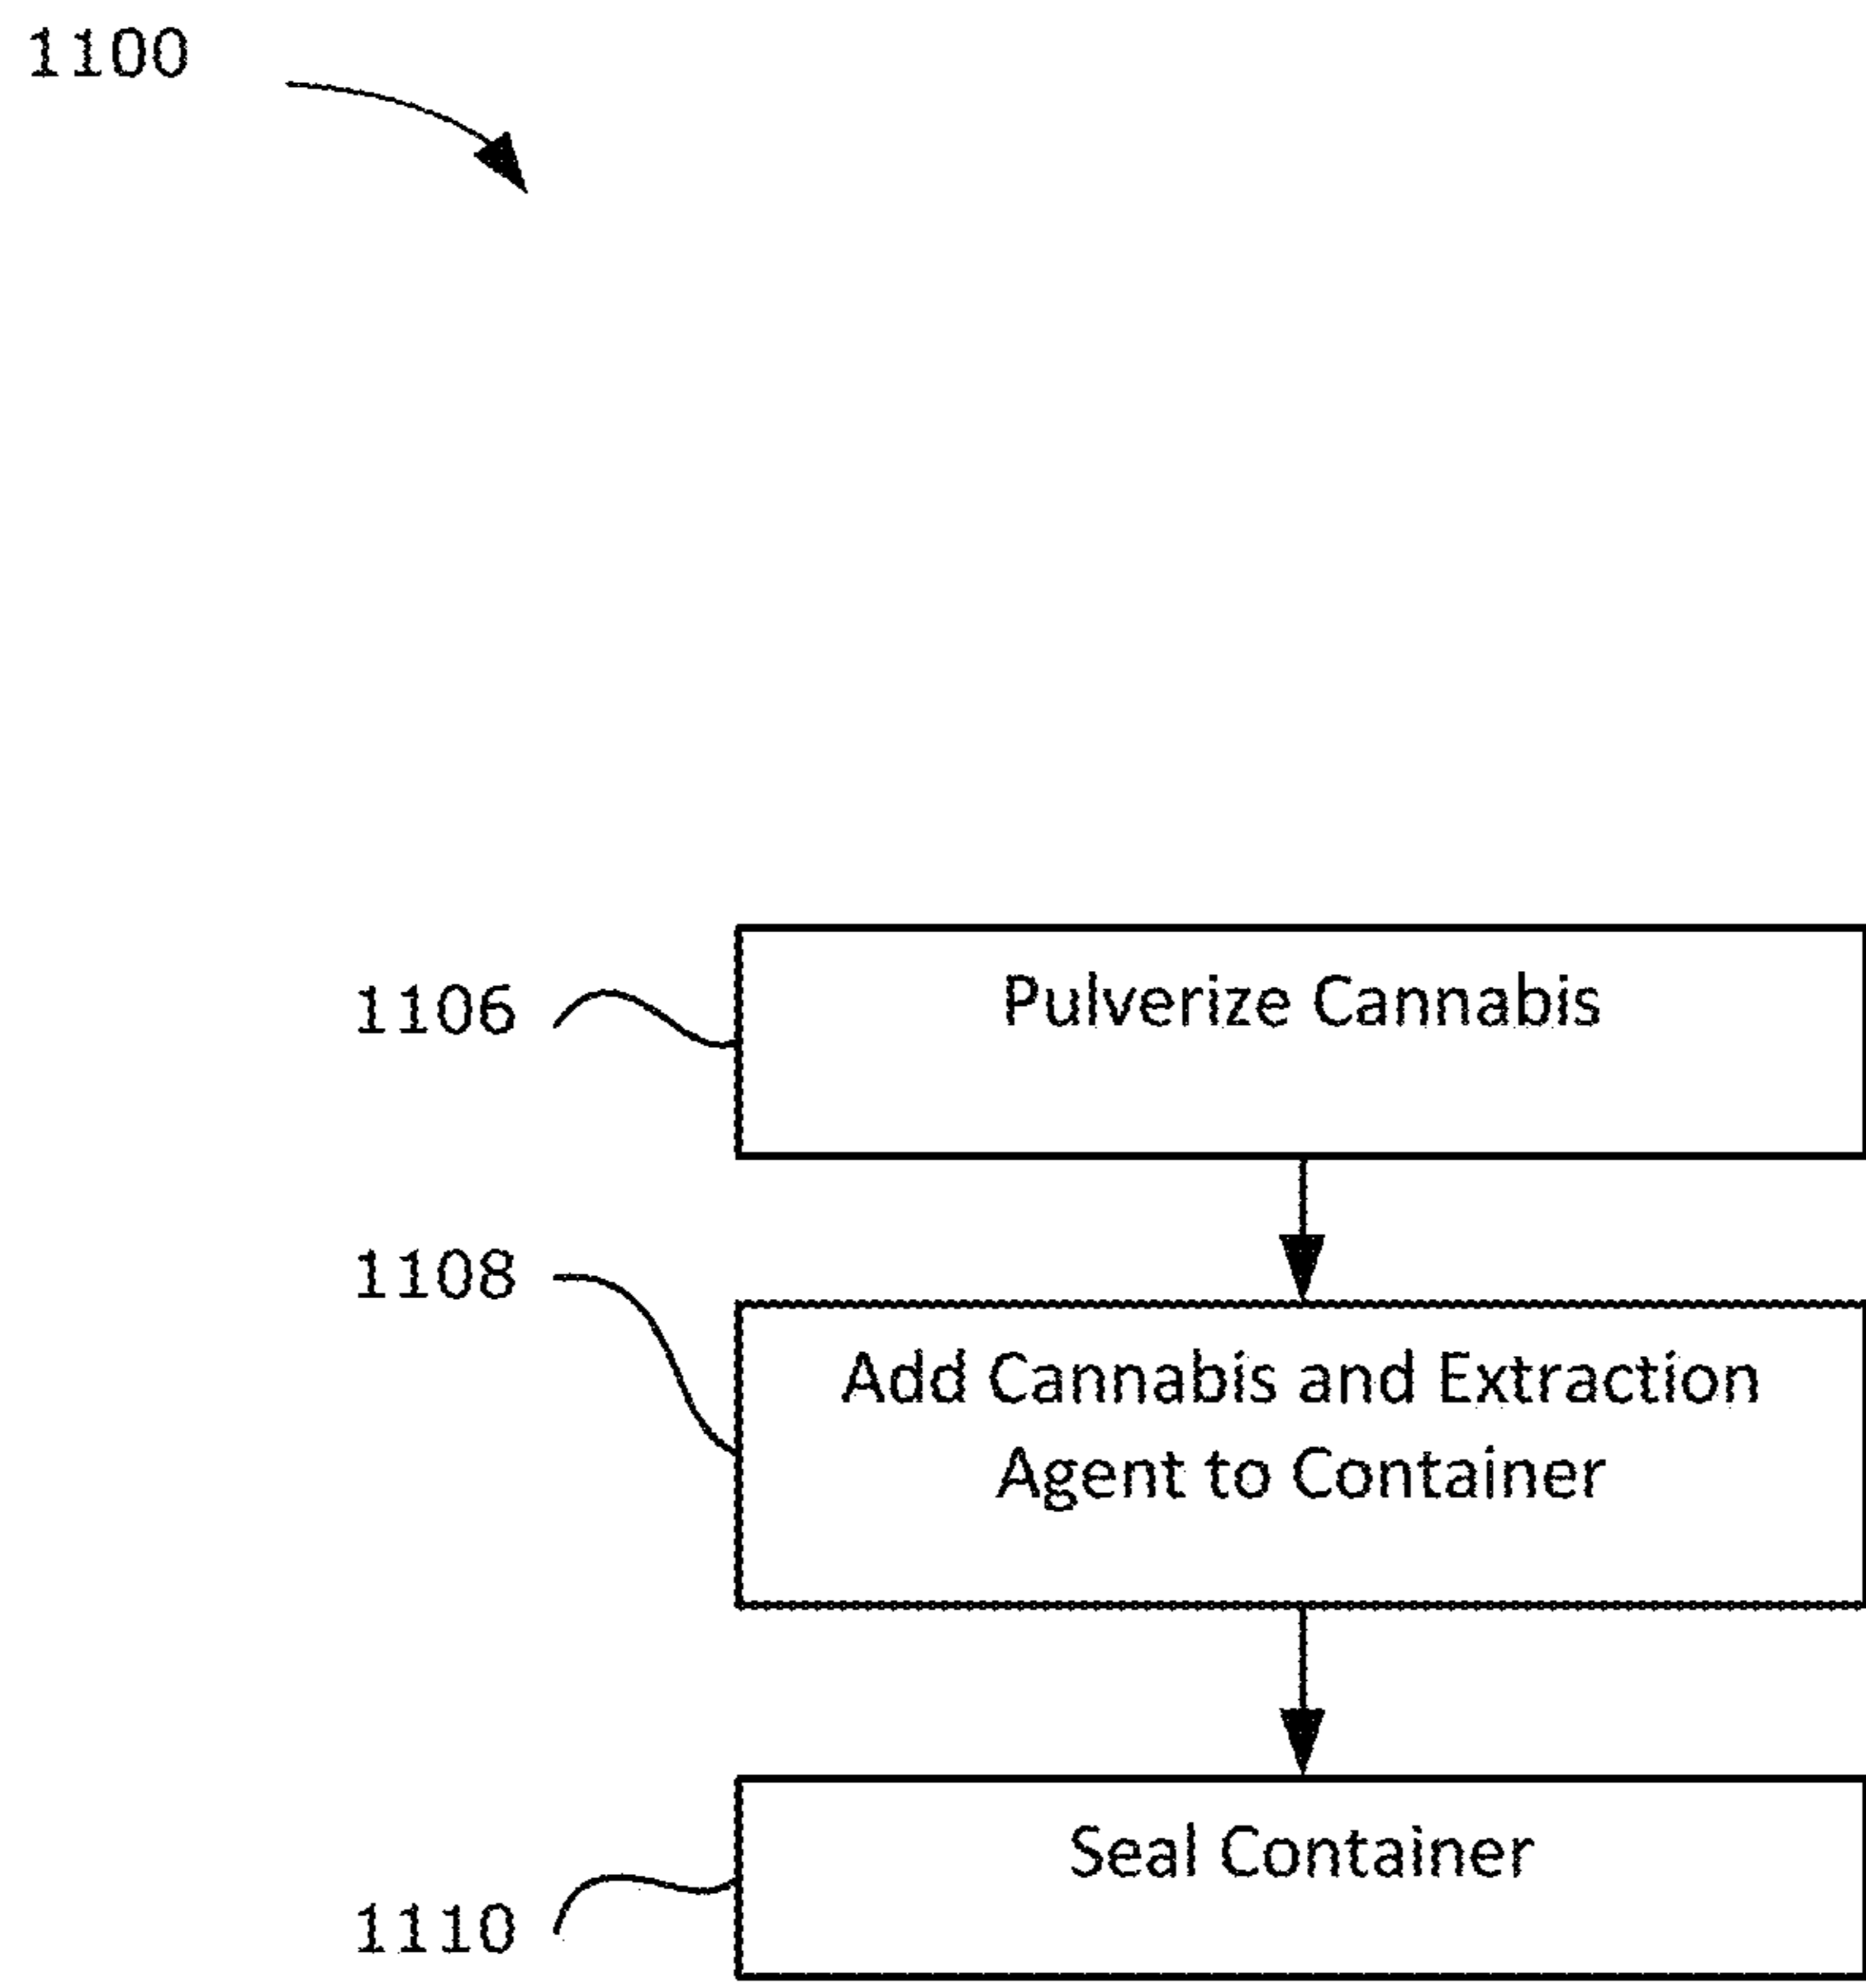 1100
1106
Pulverize Cannabis
1108
Add Cannabis and Extraction
Agent to Container
Seal Container
1110